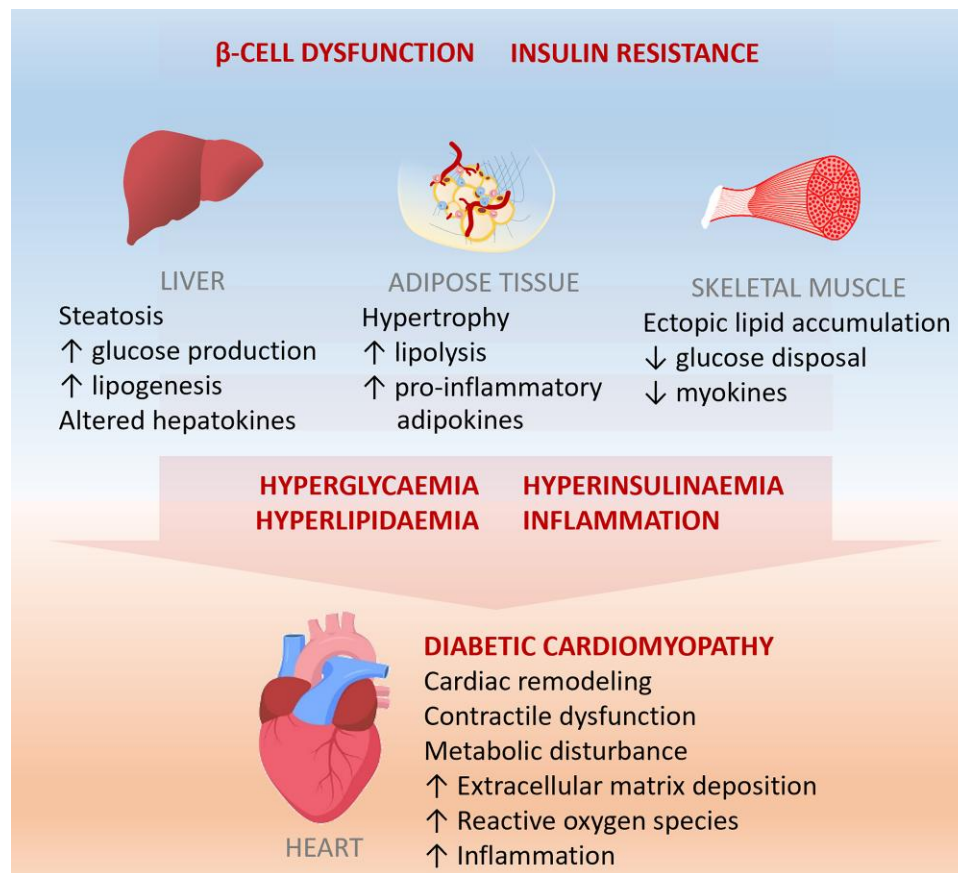 β-CELL DYSFUNCTION INSULIN RESISTANCE
LIVER
Steatosis
↑ glucose production
↑ lipogenesis
Altered hepatokines
ADIPOSE TISSUE
Hypertrophy
↑ lipolysis
↑ pro-inflammatory
adipokines
SKELETAL MUSCLE
Ectopic lipid accumulation
↓ glucose disposal
↓ myokines
HYPERGLYCAEMIA HYPERINSULINAEMIA
HYPERLIPIDAEMIA INFLAMMATION
HEART
DIABETIC CARDIOMYOPATHY
Cardiac remodeling
Contractile dysfunction
Metabolic disturbance
↑ Extracellular matrix deposition
↑ Reactive oxygen species
↑ Inflammation